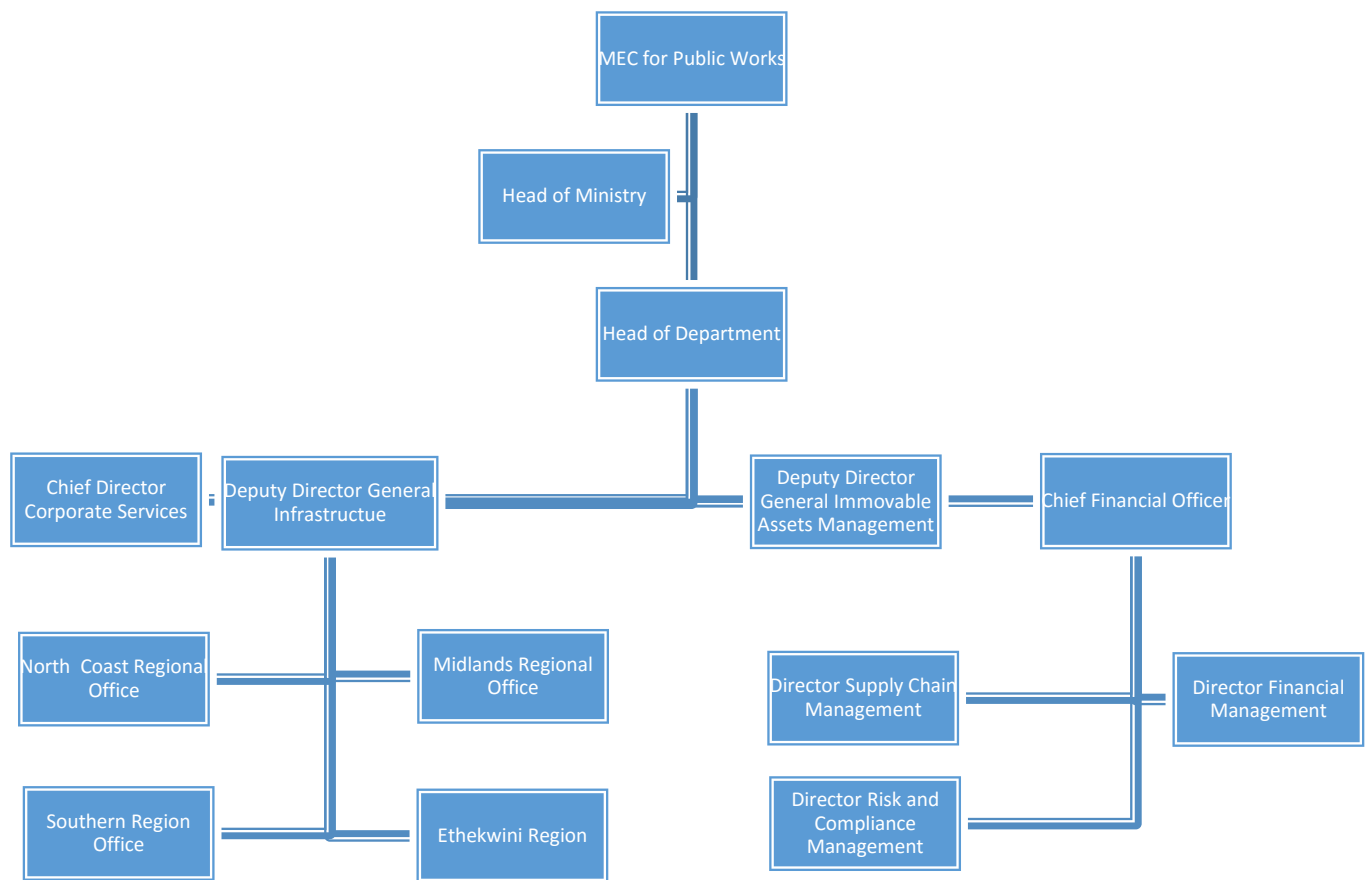 MEC for Public Works
Head of Ministry
Head of Department
Chief Director
Corporate Services
Deputy Director General
Infrastructue
Deputy Director
General Immovable
Assets Management
Chief Financial Officer
North  Coast Regional
Office
Midlands Regional
Office
Director Supply Chain
Management
Director Financial
Management
Southern Region
Office
Ethekwini Region
Director Risk and
Compliance
Management